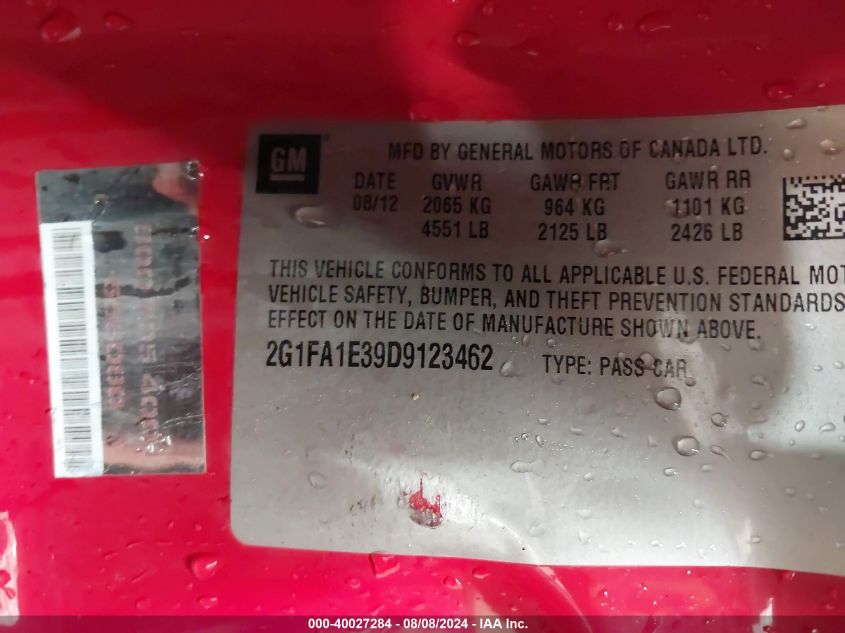 GM
MFD BY GENERAL MOTORS OF CANADA LTD.
DATE GVWR GAWR FRT GAWR RR
08/12 2065 KG 964 KG 1101 KG
4551 LB 2125 LB 2426 LB
THIS VEHICLE CONFORMS TO ALL APPLICABLE U.S. FEDERAL MOT
VEHICLE SAFETY, BUMPER, AND THEFT PREVENTION STANDARDS
EFFECT ON THE DATE OF MANUFACTURE SHOWN ABOVE.
2G1FA1E39D9123462 TYPE: PASS CAR
000-40027284 - 08/08/2024 - IAA Inc.